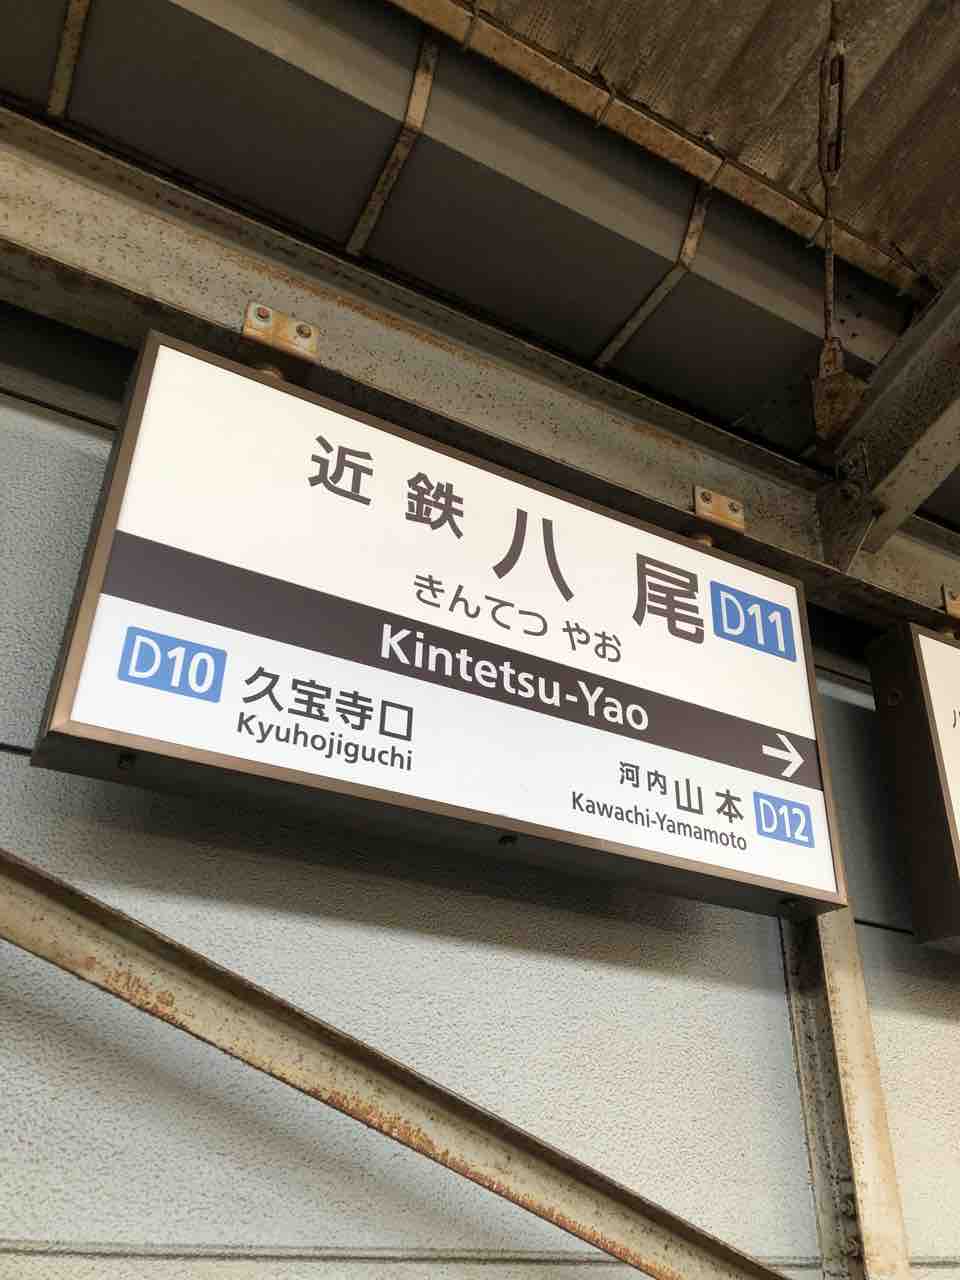 近鉄八尾 D11
きんてつ やお
Kintetsu-Yao
D10 久宝寺口
Kyuhojiguchi
河内山本 D12
Kawachi-Yamamoto